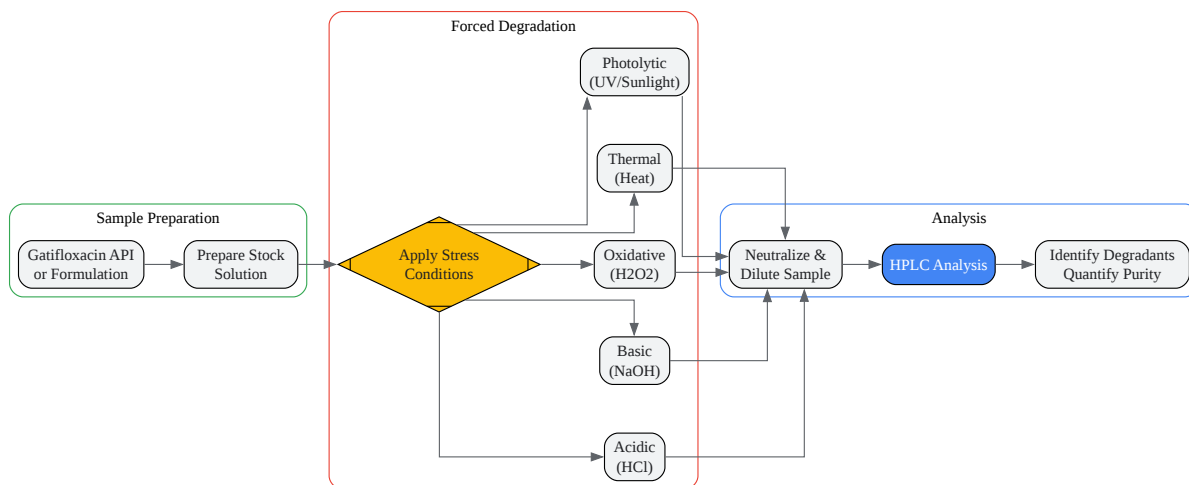 Forced Degradation
Photolytic
(UV/Sunlight)
Thermal
(Heat)
Sample Preparation
Analysis
Gatifloxacin API
or Formulation
Prepare Stock
Solution
Apply Stress
Conditions
Oxidative
(H2O2)
Neutralize &
Dilute Sample
HPLC Analysis
Identify Degradants
Quantify Purity
Basic
(NaOH)
Acidic
(HCl)